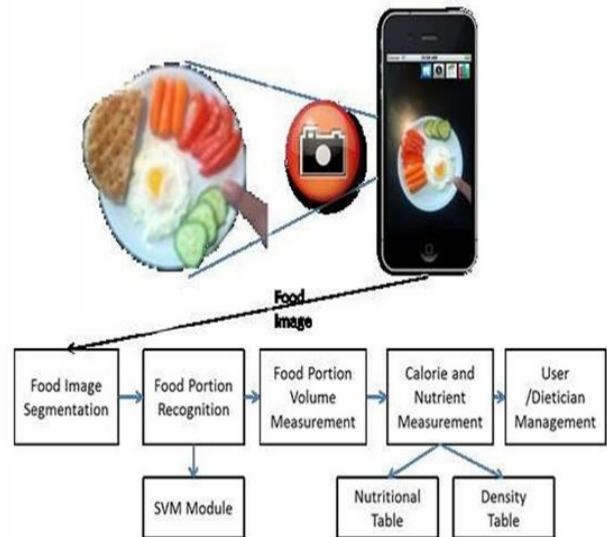 Food
Image
Food Image
Segmentation
Food Portion
Recognition
Food Portion
Volume
Measurement
Calorie and
Nutrient
Measurement
User
/Dietician
Management
SVM Module
Nutritional
Table
Density
Table